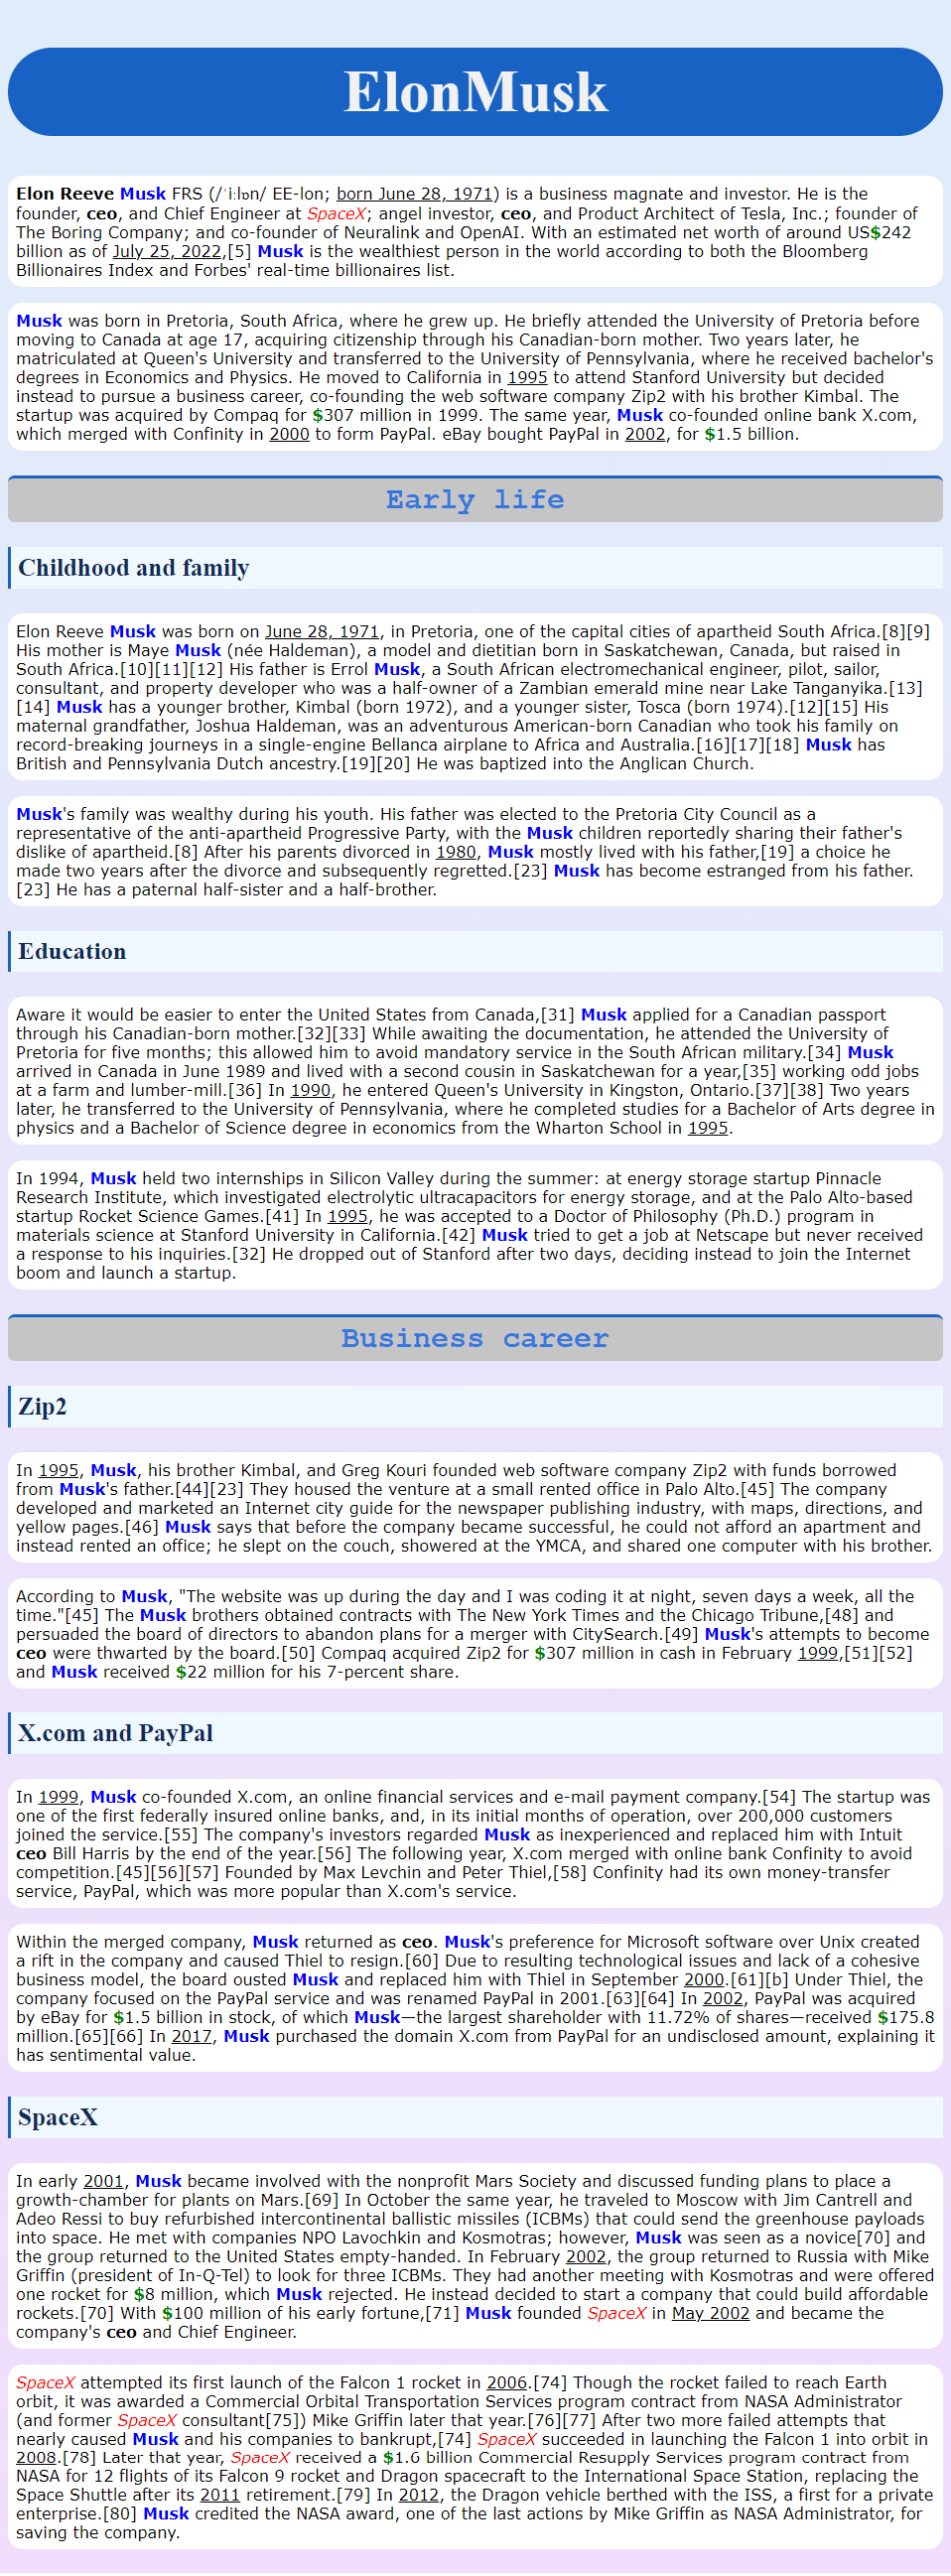 ElonMusk
Elon Reeve Musk FRS (/ˈiːlɒn/ EE-lon; born June 28, 1971) is a business magnate and investor. He is the
founder, ceo, and Chief Engineer at SpaceX; angel investor, ceo, and Product Architect of Tesla, Inc.; founder of
The Boring Company; and co-founder of Neuralink and OpenAI. With an estimated net worth of around US$242
billion as of July 25, 2022,[5] Musk is the wealthiest person in the world according to both the Bloomberg
Billionaires Index and Forbes' real-time billionaires list.
Musk was born in Pretoria, South Africa, where he grew up. He briefly attended the University of Pretoria before
moving to Canada at age 17, acquiring citizenship through his Canadian-born mother. Two years later, he
matriculated at Queen's University and transferred to the University of Pennsylvania, where he received bachelor's
degrees in Economics and Physics. He moved to California in 1995 to attend Stanford University but decided
instead to pursue a business career, co-founding the web software company Zip2 with his brother Kimbal. The
startup was acquired by Compaq for $307 million in 1999. The same year, Musk co-founded online bank X.com,
which merged with Confinity in 2000 to form PayPal. eBay bought PayPal in 2002, for $1.5 billion.
Early life
Childhood and family
Elon Reeve Musk was born on June 28, 1971, in Pretoria, one of the capital cities of apartheid South Africa.[8][9]
His mother is Maye Musk (née Haldeman), a model and dietitian born in Saskatchewan, Canada, but raised in
South Africa.[10][11][12] His father is Errol Musk, a South African electromechanical engineer, pilot, sailor,
consultant, and property developer who was a half-owner of a Zambian emerald mine near Lake Tanganyika.[13]
[14] Musk has a younger brother, Kimbal (born 1972), and a younger sister, Tosca (born 1974).[12][15] His
maternal grandfather, Joshua Haldeman, was an adventurous American-born Canadian who took his family on
record-breaking journeys in a single-engine Bellanca airplane to Africa and Australia.[16][17][18] Musk has
British and Pennsylvania Dutch ancestry.[19][20] He was baptized into the Anglican Church.
Musk's family was wealthy during his youth. His father was elected to the Pretoria City Council as a
representative of the anti-apartheid Progressive Party, with the Musk children reportedly sharing their father's
dislike of apartheid.[8] After his parents divorced in 1980, Musk mostly lived with his father,[19] a choice he
made two years after the divorce and subsequently regretted.[23] Musk has become estranged from his father.
[23] He has a paternal half-sister and a half-brother.
Education
Aware it would be easier to enter the United States from Canada,[31] Musk applied for a Canadian passport
through his Canadian-born mother.[32][33] While awaiting the documentation, he attended the University of
Pretoria for five months; this allowed him to avoid mandatory service in the South African military.[34] Musk
arrived in Canada in June 1989 and lived with a second cousin in Saskatchewan for a year,[35] working odd jobs
at a farm and lumber-mill.[36] In 1990, he entered Queen's University in Kingston, Ontario.[37][38] Two years
later, he transferred to the University of Pennsylvania, where he completed studies for a Bachelor of Arts degree in
physics and a Bachelor of Science degree in economics from the Wharton School in 1995.
In 1994, Musk held two internships in Silicon Valley during the summer: at energy storage startup Pinnacle
Research Institute, which investigated electrolytic ultracapacitors for energy storage, and at the Palo Alto-based
startup Rocket Science Games.[41] In 1995, he was accepted to a Doctor of Philosophy (Ph.D.) program in
materials science at Stanford University in California.[42] Musk tried to get a job at Netscape but never received
a response to his inquiries.[32] He dropped out of Stanford after two days, deciding instead to join the Internet
boom and launch a startup.
Business career
Zip2
In 1995, Musk, his brother Kimbal, and Greg Kouri founded web software company Zip2 with funds borrowed
from Musk's father.[44][23] They housed the venture at a small rented office in Palo Alto.[45] The company
developed and marketed an Internet city guide for the newspaper publishing industry, with maps, directions, and
yellow pages.[46] Musk says that before the company became successful, he could not afford an apartment and
instead rented an office; he slept on the couch, showered at the YMCA, and shared one computer with his brother.
According to Musk, "The website was up during the day and I was coding it at night, seven days a week, all the
time."[45] The Musk brothers obtained contracts with The New York Times and the Chicago Tribune,[48] and
persuaded the board of directors to abandon plans for a merger with CitySearch.[49] Musk's attempts to become
ceo were thwarted by the board.[50] Compaq acquired Zip2 for $307 million in cash in February 1999,[51][52]
and Musk received $22 million for his 7-percent share.
X.com and PayPal
In 1999, Musk co-founded X.com, an online financial services and e-mail payment company.[54] The startup was
one of the first federally insured online banks, and, in its initial months of operation, over 200,000 customers
joined the service.[55] The company's investors regarded Musk as inexperienced and replaced him with Intuit
ceo Bill Harris by the end of the year.[56] The following year, X.com merged with online bank Confinity to avoid
competition.[45][56][57] Founded by Max Levchin and Peter Thiel,[58] Confinity had its own money-transfer
service, PayPal, which was more popular than X.com's service.
Within the merged company, Musk returned as ceo. Musk's preference for Microsoft software over Unix created
a rift in the company and caused Thiel to resign.[60] Due to resulting technological issues and lack of a cohesive
business model, the board ousted Musk and replaced him with Thiel in September 2000.[61][b] Under Thiel, the
company focused on the PayPal service and was renamed PayPal in 2001.[63][64] In 2002, PayPal was acquired
by eBay for $1.5 billion in stock, of which Musk—the largest shareholder with 11.72% of shares—received $175.8
million.[65][66] In 2017, Musk purchased the domain X.com from PayPal for an undisclosed amount, explaining it
has sentimental value.
SpaceX
In early 2001, Musk became involved with the nonprofit Mars Society and discussed funding plans to place a
growth-chamber for plants on Mars.[69] In October the same year, he traveled to Moscow with Jim Cantrell and
Adeo Ressi to buy refurbished intercontinental ballistic missiles (ICBMs) that could send the greenhouse payloads
into space. He met with companies NPO Lavochkin and Kosmotras; however, Musk was seen as a novice[70] and
the group returned to the United States empty-handed. In February 2002, the group returned to Russia with Mike
Griffin (president of In-Q-Tel) to look for three ICBMs. They had another meeting with Kosmotras and were offered
one rocket for $8 million, which Musk rejected. He instead decided to start a company that could build affordable
rockets.[70] With $100 million of his early fortune,[71] Musk founded SpaceX in May 2002 and became the
company's ceo and Chief Engineer.
SpaceX attempted its first launch of the Falcon 1 rocket in 2006.[74] Though the rocket failed to reach Earth
orbit, it was awarded a Commercial Orbital Transportation Services program contract from NASA Administrator
(and former SpaceX consultant[75]) Mike Griffin later that year.[76][77] After two more failed attempts that
nearly caused Musk and his companies to bankrupt,[74] SpaceX succeeded in launching the Falcon 1 into orbit in
2008.[78] Later that year, SpaceX received a $1.6 billion Commercial Resupply Services program contract from
NASA for 12 flights of its Falcon 9 rocket and Dragon spacecraft to the International Space Station, replacing the
Space Shuttle after its 2011 retirement.[79] In 2012, the Dragon vehicle berthed with the ISS, a first for a private
enterprise.[80] Musk credited the NASA award, one of the last actions by Mike Griffin as NASA Administrator, for
saving the company.